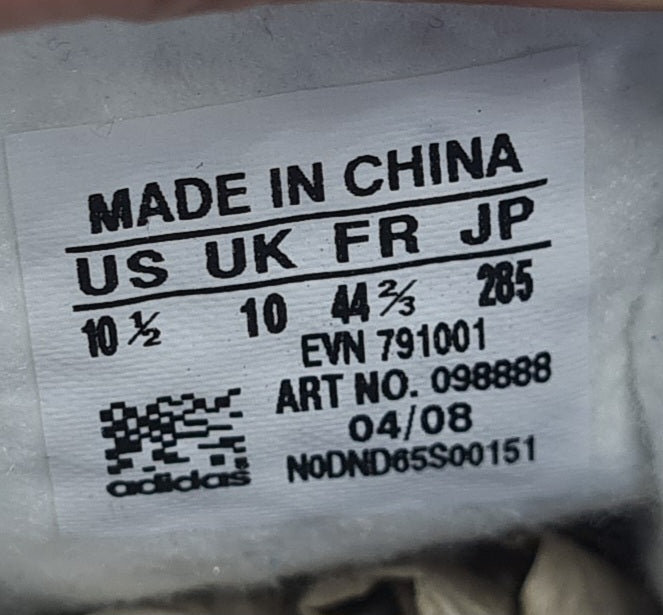 MADE IN CHINA
US UK FR JP
10 ½ 10 44 ⅔ 285
EVN 791001
ART NO. 098888
04/08
adidas N0DND65S00151